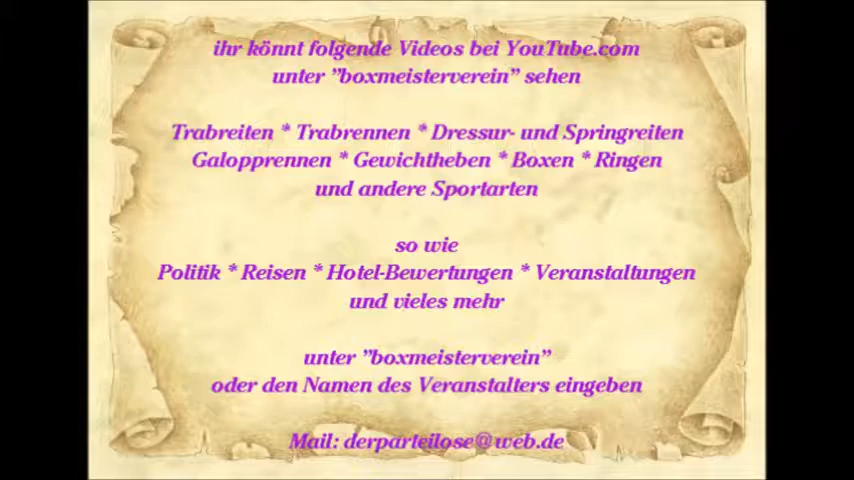 ihr könnt folgende Videos bei YouTube.com
unter "boxmeisterverein" sehen
Trabreiten * Trabrennen * Dressur- und Springreiten
Galopprennen * Gewichtheben * Boxen * Ringen
und andere Sportarten
so wie
Politik * Reisen * Hotel-Bewertungen * Veranstaltungen
und vieles mehr
unter "boxmeisterverein"
oder den Namen des Veranstalters eingeben
Mail: derparteilose@web.de